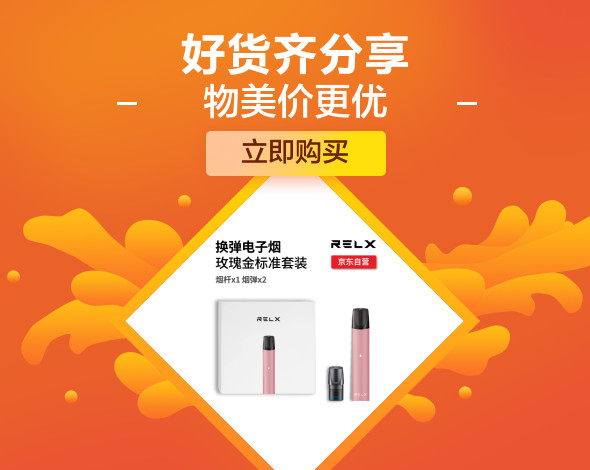 好货齐分享
物美价更优
立即购买
换弹电子烟
RELX
玫瑰金标准套装
京东自营
烟杆x1 烟弹x2
RELX